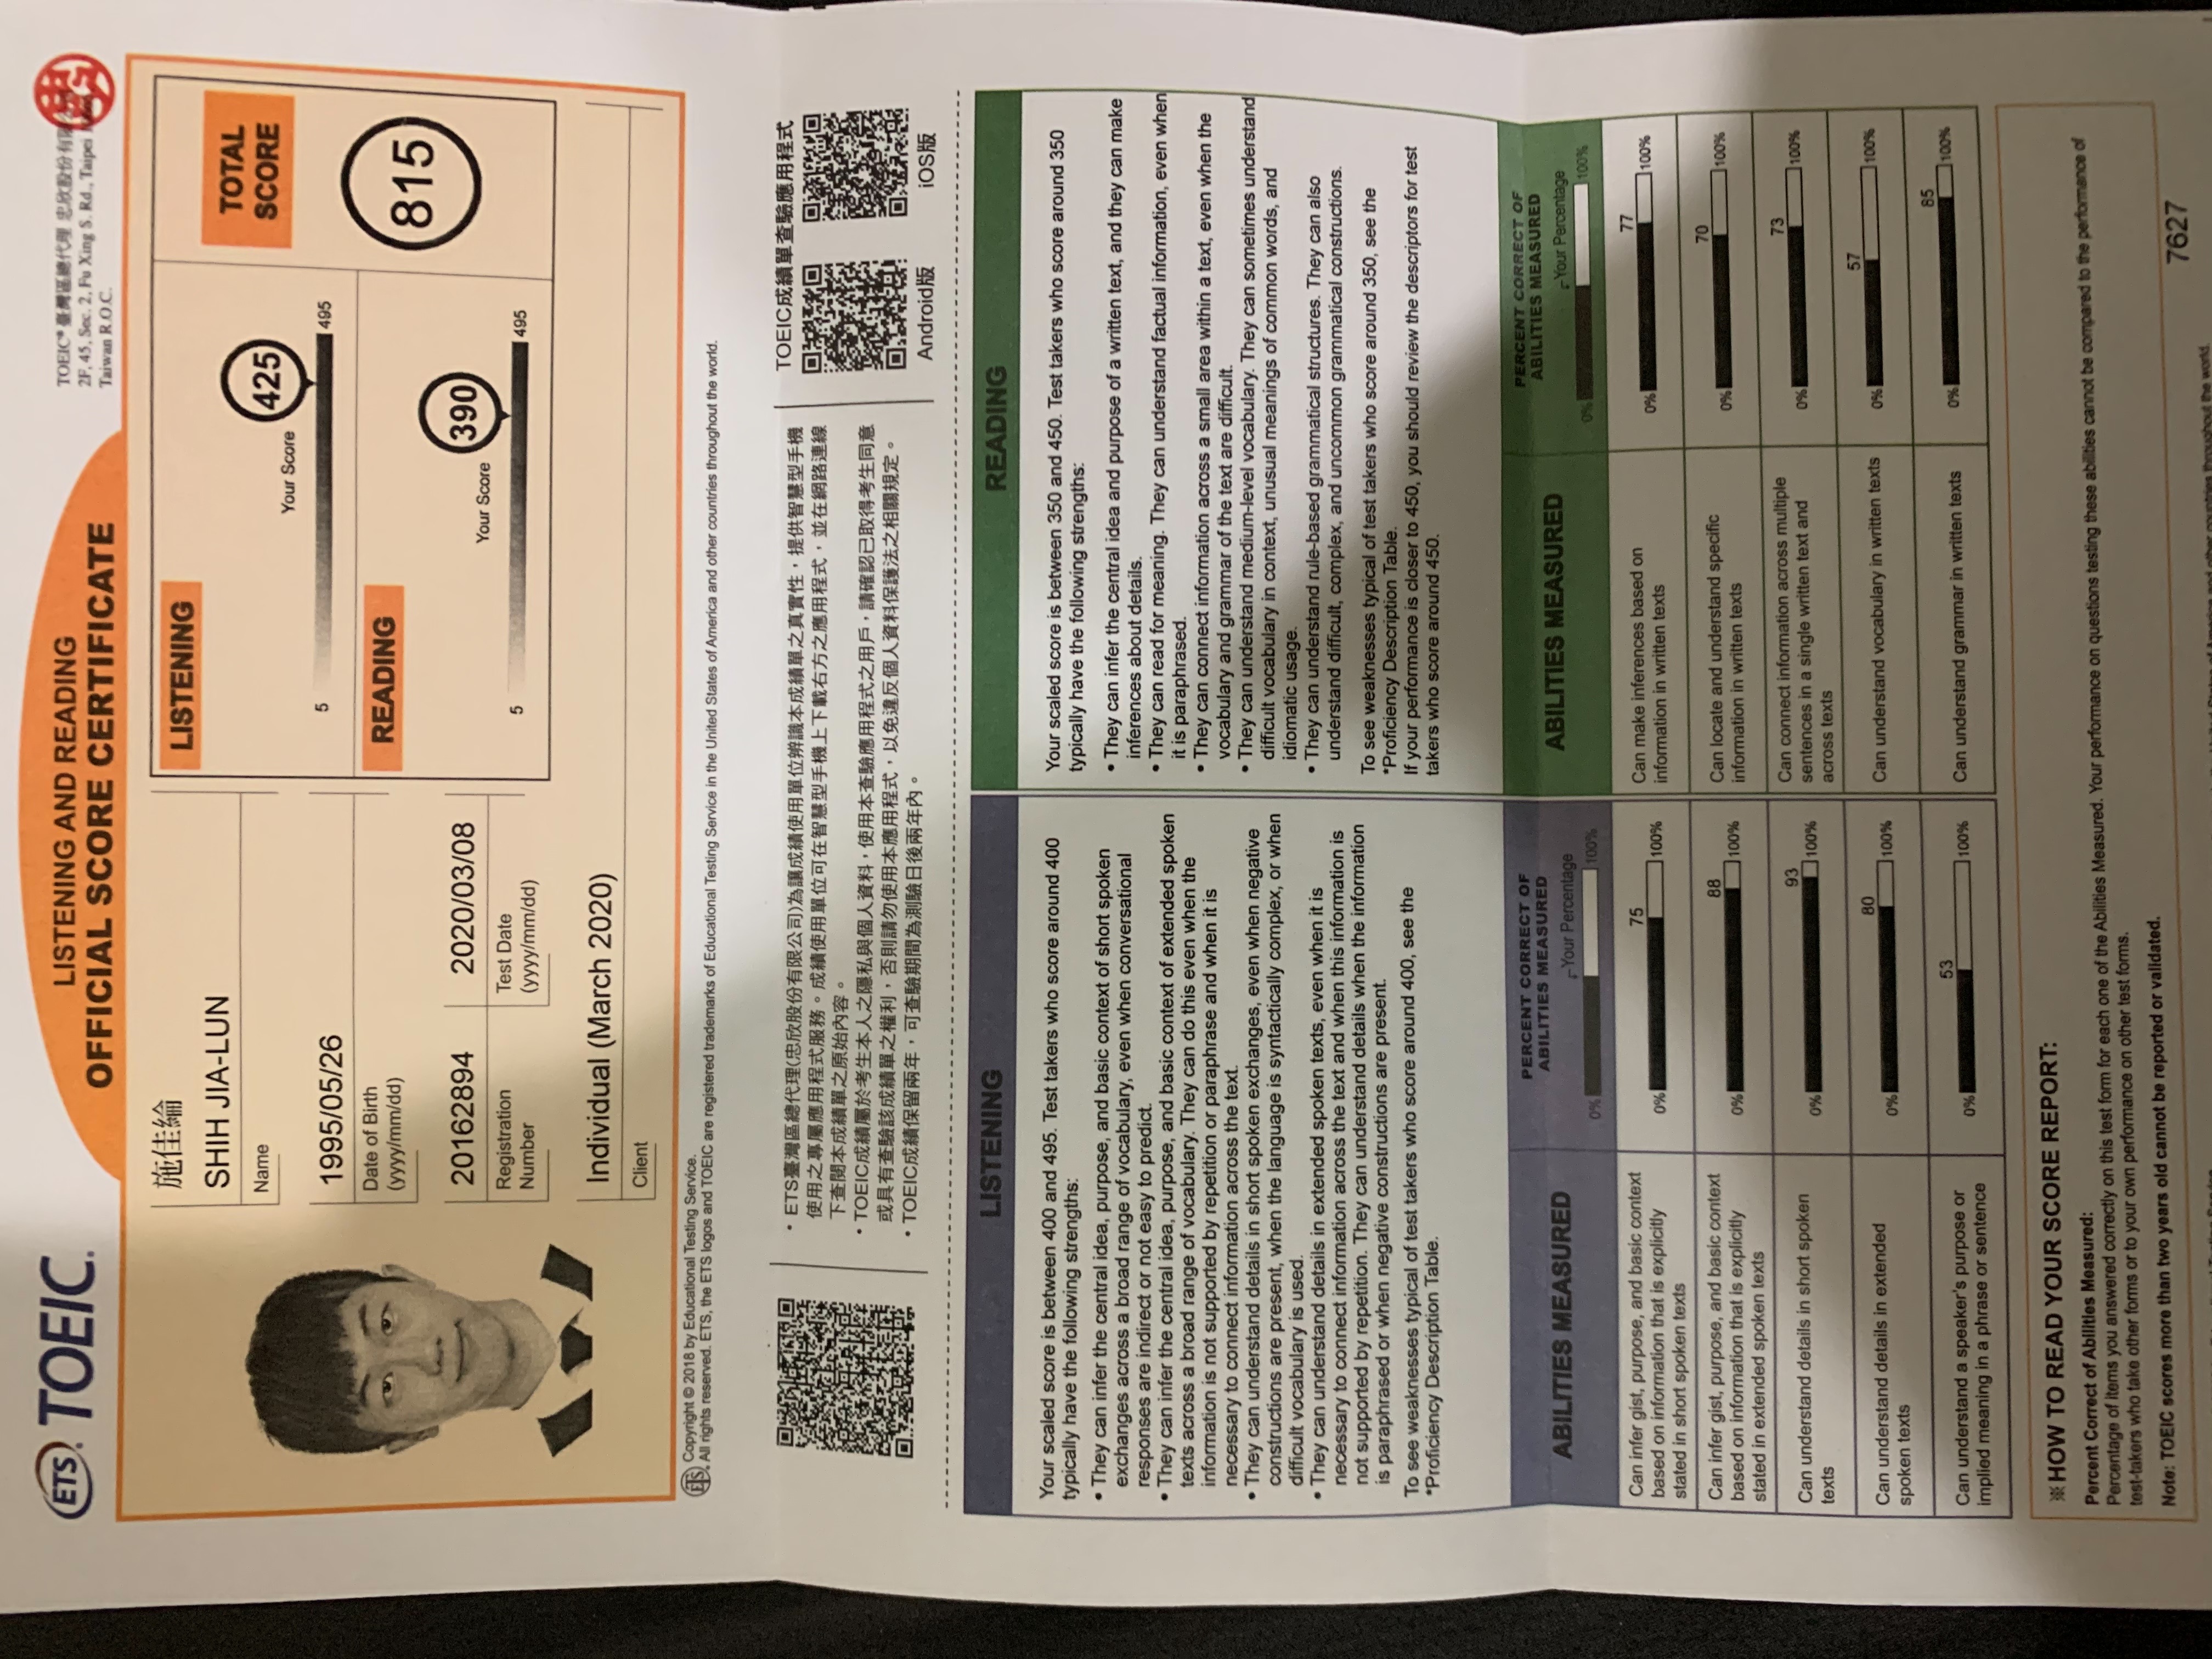 ETS TOEIC.
LISTENING AND READING
OFFICIAL SCORE CERTIFICATE
TOEIC® 臺灣區總代理 忠欣股份有限
2F, 45, Sec. 2, Fu Xing S. Rd., Taipei
Taiwan R.O.C.
施佳綸
SHIH JIA-LUN
Name
1995/05/26
Date of Birth
(yyyy/mm/dd)
20162894
Registration
Number
2020/03/08
Test Date
(yyyy/mm/dd)
Individual (March 2020)
Client
LISTENING
425
Your Score
5
495
READING
390
Your Score
5
495
TOTAL
SCORE
815
ETS Copyright © 2018 by Educational Testing Service.
All rights reserved. ETS, the ETS logos and TOEIC are registered trademarks of Educational Testing Service in the United States of America and other countries throughout the world.
• ETS臺灣區總代理(忠欣股份有限公司)為讓成績使用單位辨識本成績單之真實性，提供智慧型手機
使用之專屬應用程式服務。成績使用單位可在智慧型手機上下載右方之應用程式，並在網路連線
下查閱本成績單之原始內容。
• TOEIC成績屬於考生本人之隱私與個人資料，使用本查驗應用程式之用戶，請確認已取得考生同意
或具有查驗該成績單之權利，否則請勿使用本應用程式，以免違反個人資料保護法之相關規定。
• TOEIC成績保留兩年，可查驗期間為測驗日後兩年內。
TOEIC成績單查驗應用程式
Android版
iOS版
LISTENING
Your scaled score is between 400 and 495. Test takers who score around 400
typically have the following strengths:
• They can infer the central idea, purpose, and basic context of short spoken
exchanges across a broad range of vocabulary, even when conversational
responses are indirect or not easy to predict.
• They can infer the central idea, purpose, and basic context of extended spoken
texts across a broad range of vocabulary. They can do this even when the
information is not supported by repetition or paraphrase and when it is
necessary to connect information across the text.
• They can understand details in short spoken exchanges, even when negative
constructions are present, when the language is syntactically complex, or when
difficult vocabulary is used.
• They can understand details in extended spoken texts, even when it is
necessary to connect information across the text and when this information is
not supported by repetition. They can understand details when the information
is paraphrased or when negative constructions are present.
To see weaknesses typical of test takers who score around 400, see the
*Proficiency Description Table.
READING
Your scaled score is between 350 and 450. Test takers who score around 350
typically have the following strengths:
• They can infer the central idea and purpose of a written text, and they can make
inferences about details.
• They can read for meaning. They can understand factual information, even when
it is paraphrased.
• They can connect information across a small area within a text, even when the
vocabulary and grammar of the text are difficult.
• They can understand medium-level vocabulary. They can sometimes understand
difficult vocabulary in context, unusual meanings of common words, and
idiomatic usage.
• They can understand rule-based grammatical structures. They can also
understand difficult, complex, and uncommon grammatical constructions.
To see weaknesses typical of test takers who score around 350, see the
*Proficiency Description Table.
If your performance is closer to 450, you should review the descriptors for test
takers who score around 450.
ABILITIES MEASURED
PERCENT CORRECT OF
ABILITIES MEASURED
Your Percentage
0% 100%
Can infer gist, purpose, and basic context
based on information that is explicitly
stated in short spoken texts
75
0% 100%
Can infer gist, purpose, and basic context
based on information that is explicitly
stated in extended spoken texts
88
0% 100%
Can understand details in short spoken
texts
93
0% 100%
Can understand details in extended
spoken texts
80
0% 100%
Can understand a speaker's purpose or
implied meaning in a phrase or sentence
53
0% 100%
ABILITIES MEASURED
PERCENT CORRECT OF
ABILITIES MEASURED
Your Percentage
0% 100%
Can make inferences based on
information in written texts
77
0% 100%
Can locate and understand specific
information in written texts
70
0% 100%
Can connect information across multiple
sentences in a single written text and
across texts
73
0% 100%
Can understand vocabulary in written texts
57
0% 100%
Can understand grammar in written texts
85
0% 100%
※HOW TO READ YOUR SCORE REPORT:
Percent Correct of Abilities Measured:
Percentage of items you answered correctly on this test form for each one of the Abilities Measured. Your performance on questions testing these abilities cannot be compared to the performance of
test-takers who take other forms or to your own performance on other test forms.
Note: TOEIC scores more than two years old cannot be reported or validated.
7627